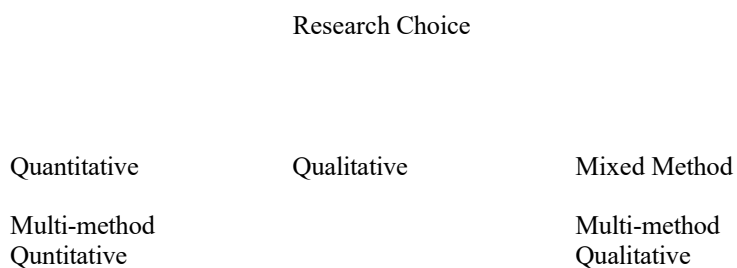 Research Choice
Quantitative
Qualitative
Mixed Method
Multi-method
Quntitative
Multi-method
Qualitative